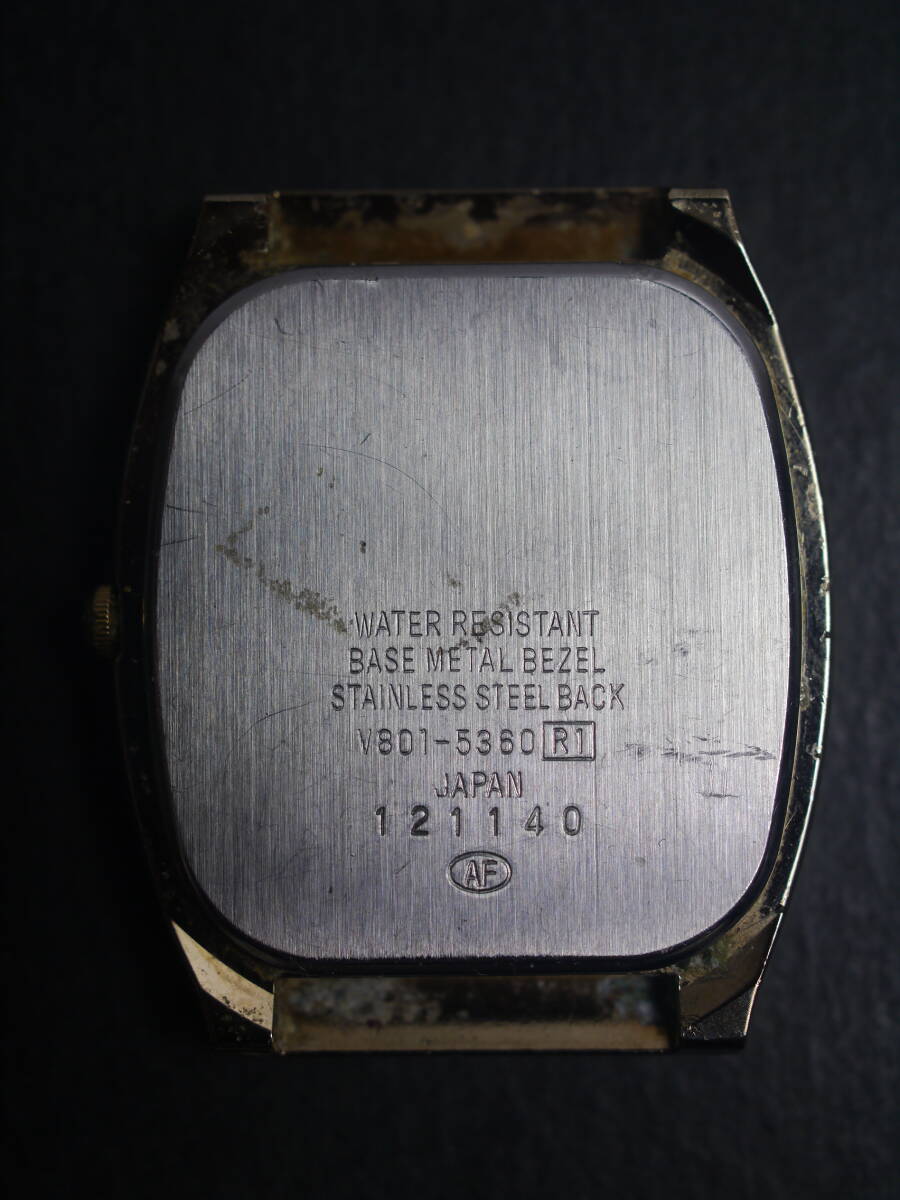 WATER RESISTANT
BASE METAL BEZEL
STAINLESS STEEL BACK
V801-5360 R1
JAPAN
121140
AF